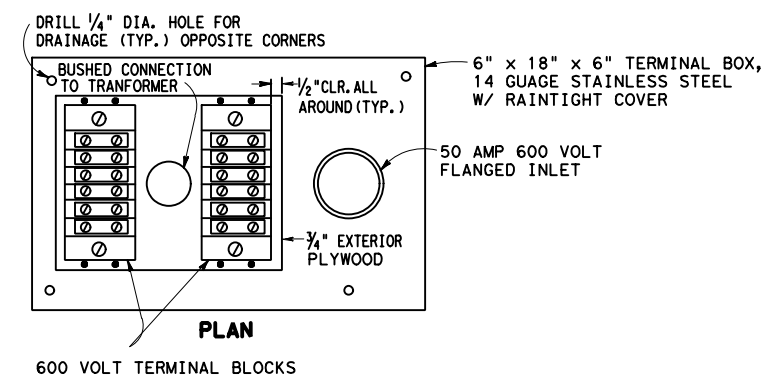 DRILL 1/4" DIA. HOLE FOR
DRAINAGE (TYP.) OPPOSITE CORNERS
BUSHED CONNECTION
TO TRANFORMER
1/2" CLR. ALL
AROUND (TYP.)
6" x 18" x 6" TERMINAL BOX,
14 GUAGE STAINLESS STEEL
W/ RAINTIGHT COVER
50 AMP 600 VOLT
FLANGED INLET
3/4" EXTERIOR
PLYWOOD
PLAN
600 VOLT TERMINAL BLOCKS